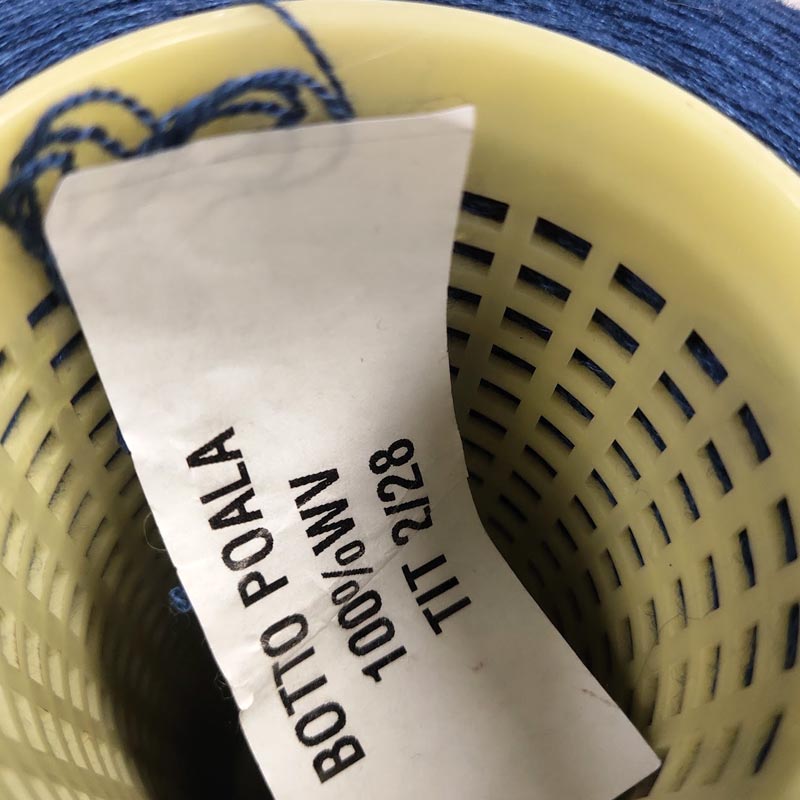 BOTTO POALA
100%WV
TIT 2/28